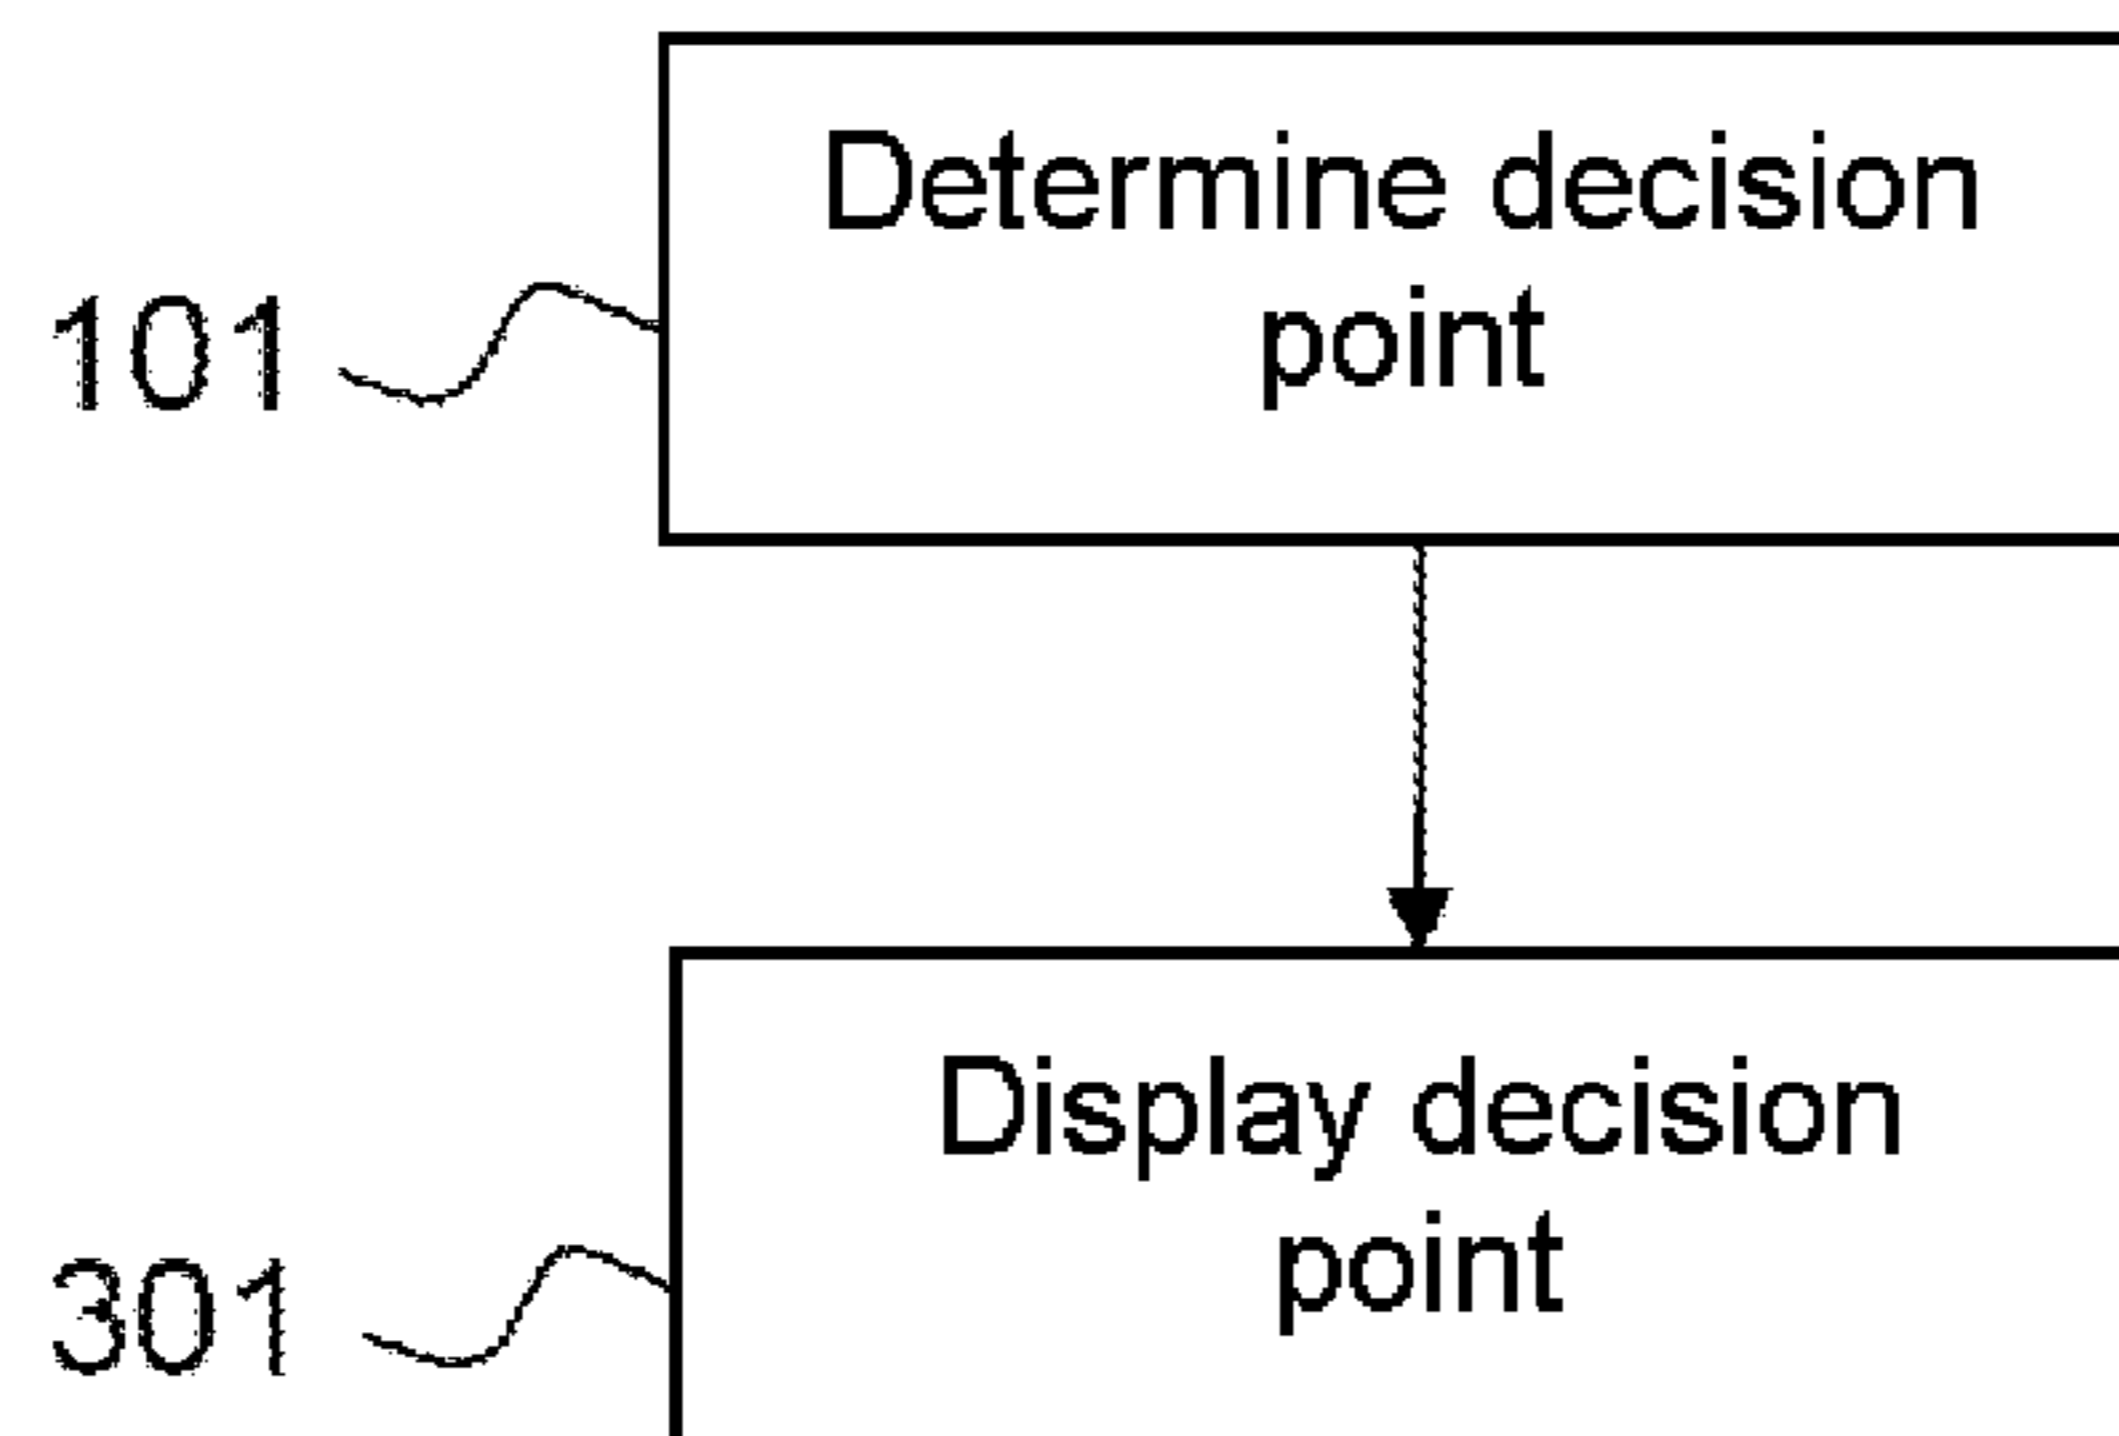 Determine decision
point
101
Display decision
point
301